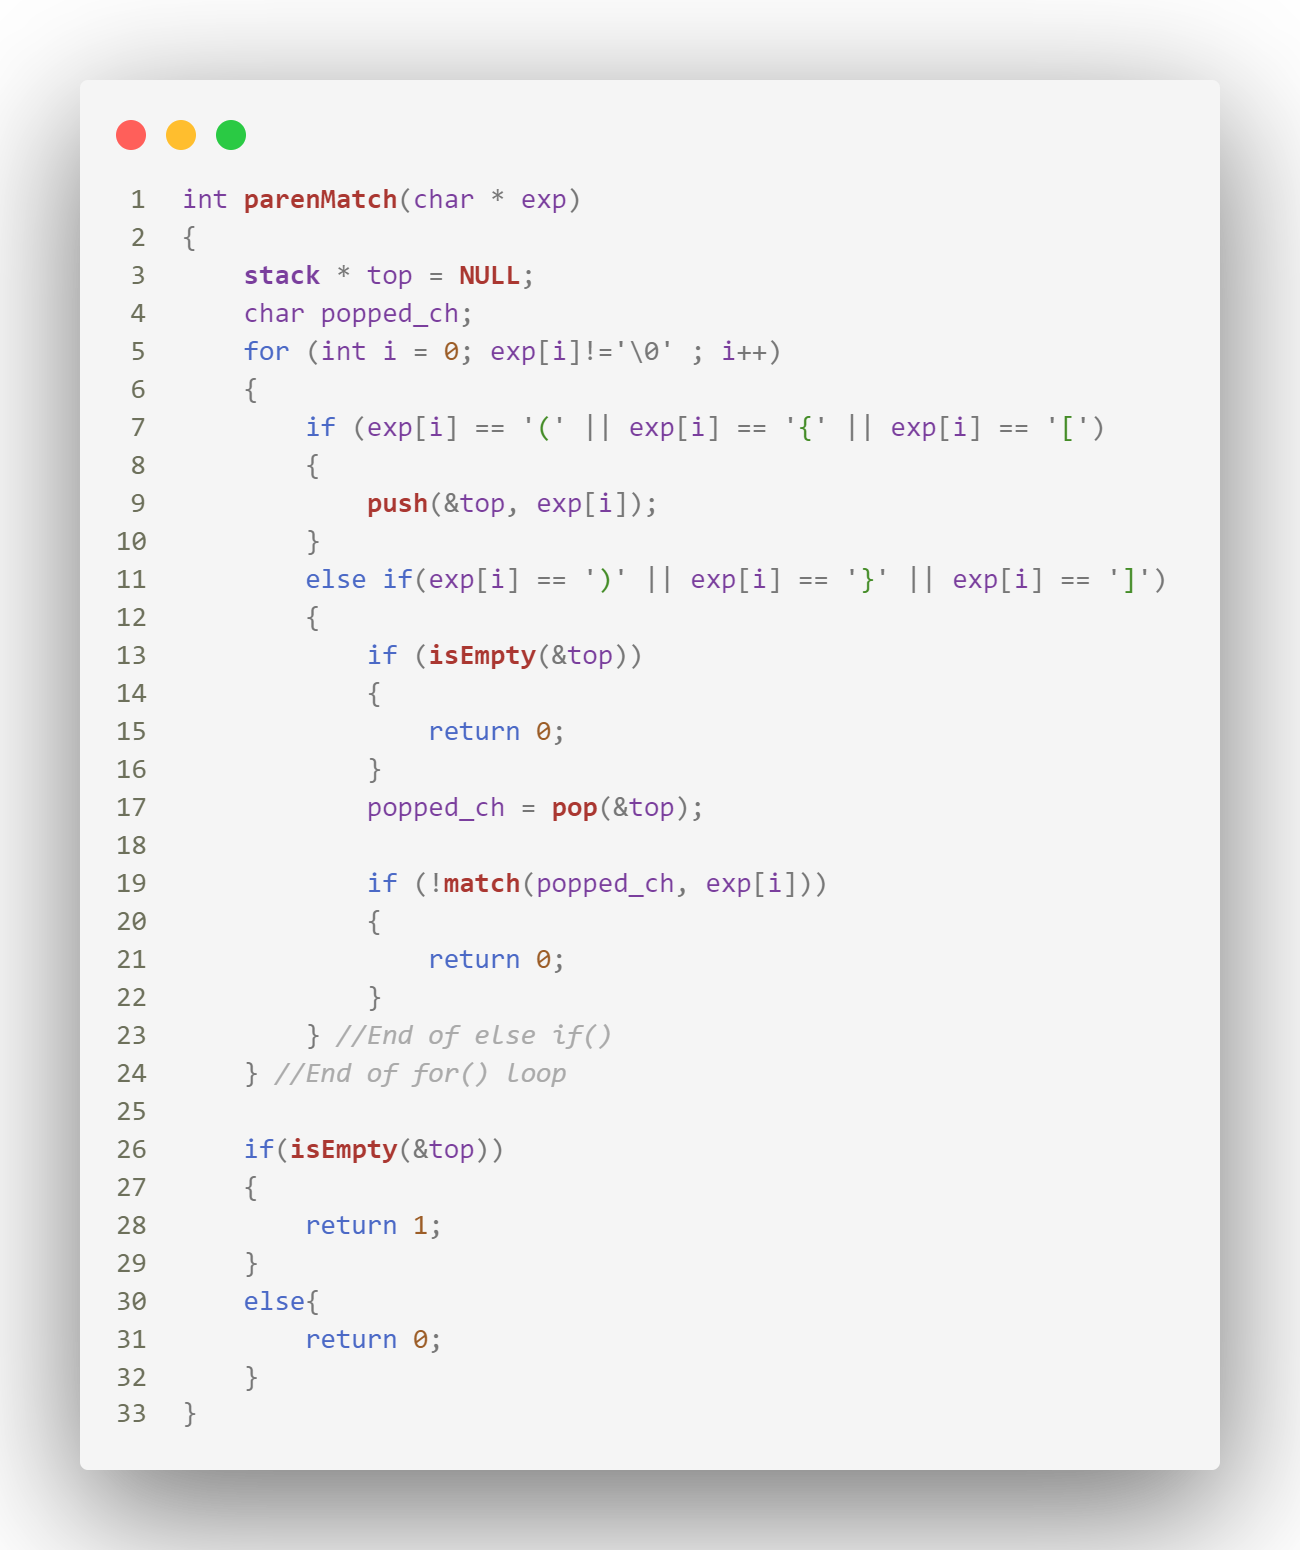 1 int parenMatch(char * exp)
2 {
3     stack * top = NULL;
4     char popped_ch;
5     for (int i = 0; exp[i]!='\0' ; i++)
6     {
7         if (exp[i] == '(' || exp[i] == '{' || exp[i] == '[')
8         {
9             push(&top, exp[i]);
10         }
11         else if(exp[i] == ')' || exp[i] == '}' || exp[i] == ']')
12         {
13             if (isEmpty(&top))
14             {
15                 return 0;
16             }
17             popped_ch = pop(&top);
18
19             if (!match(popped_ch, exp[i]))
20             {
21                 return 0;
22             }
23         } //End of else if()
24     } //End of for() loop
25
26     if(isEmpty(&top))
27     {
28         return 1;
29     }
30     else{
31         return 0;
32     }
33 }